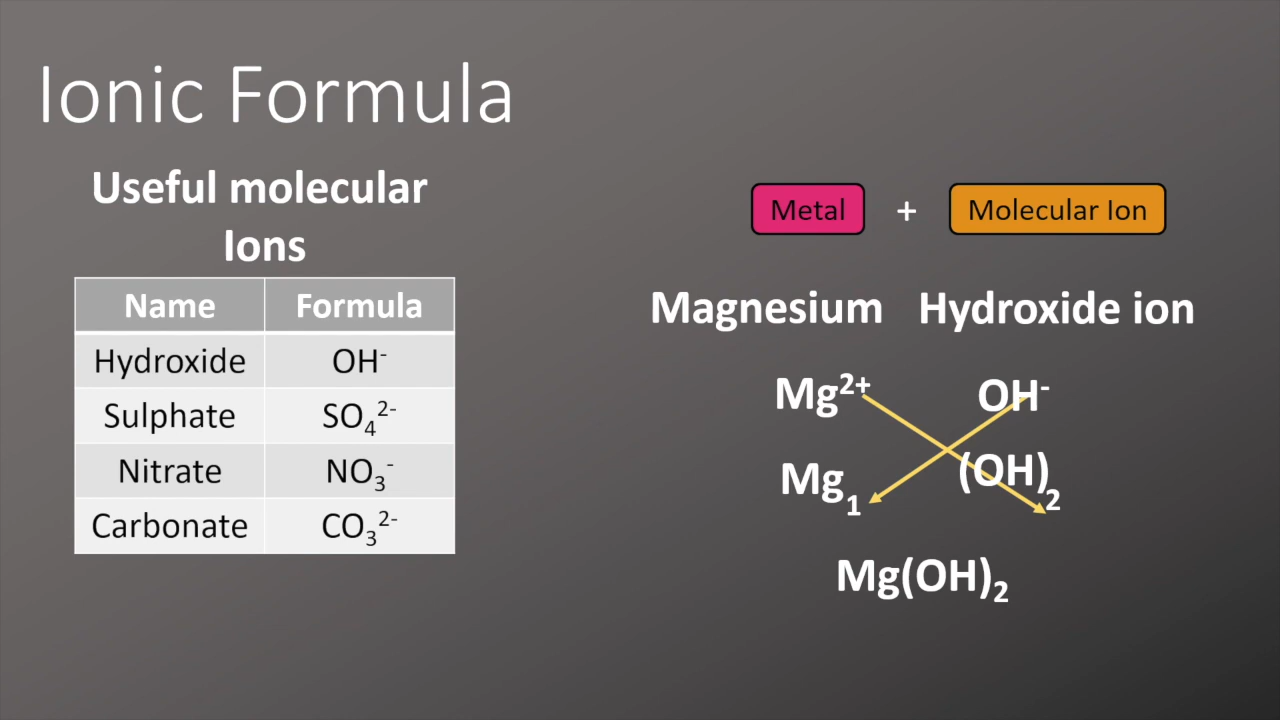 Ionic Formula
Useful molecular
Ions
Name Formula
Hydroxide OH⁻
Sulphate SO₄²⁻
Nitrate NO₃⁻
Carbonate CO₃²⁻
Metal + Molecular Ion
Magnesium Hydroxide ion
Mg²⁺ OH⁻
Mg₁ (OH)₂
Mg(OH)₂